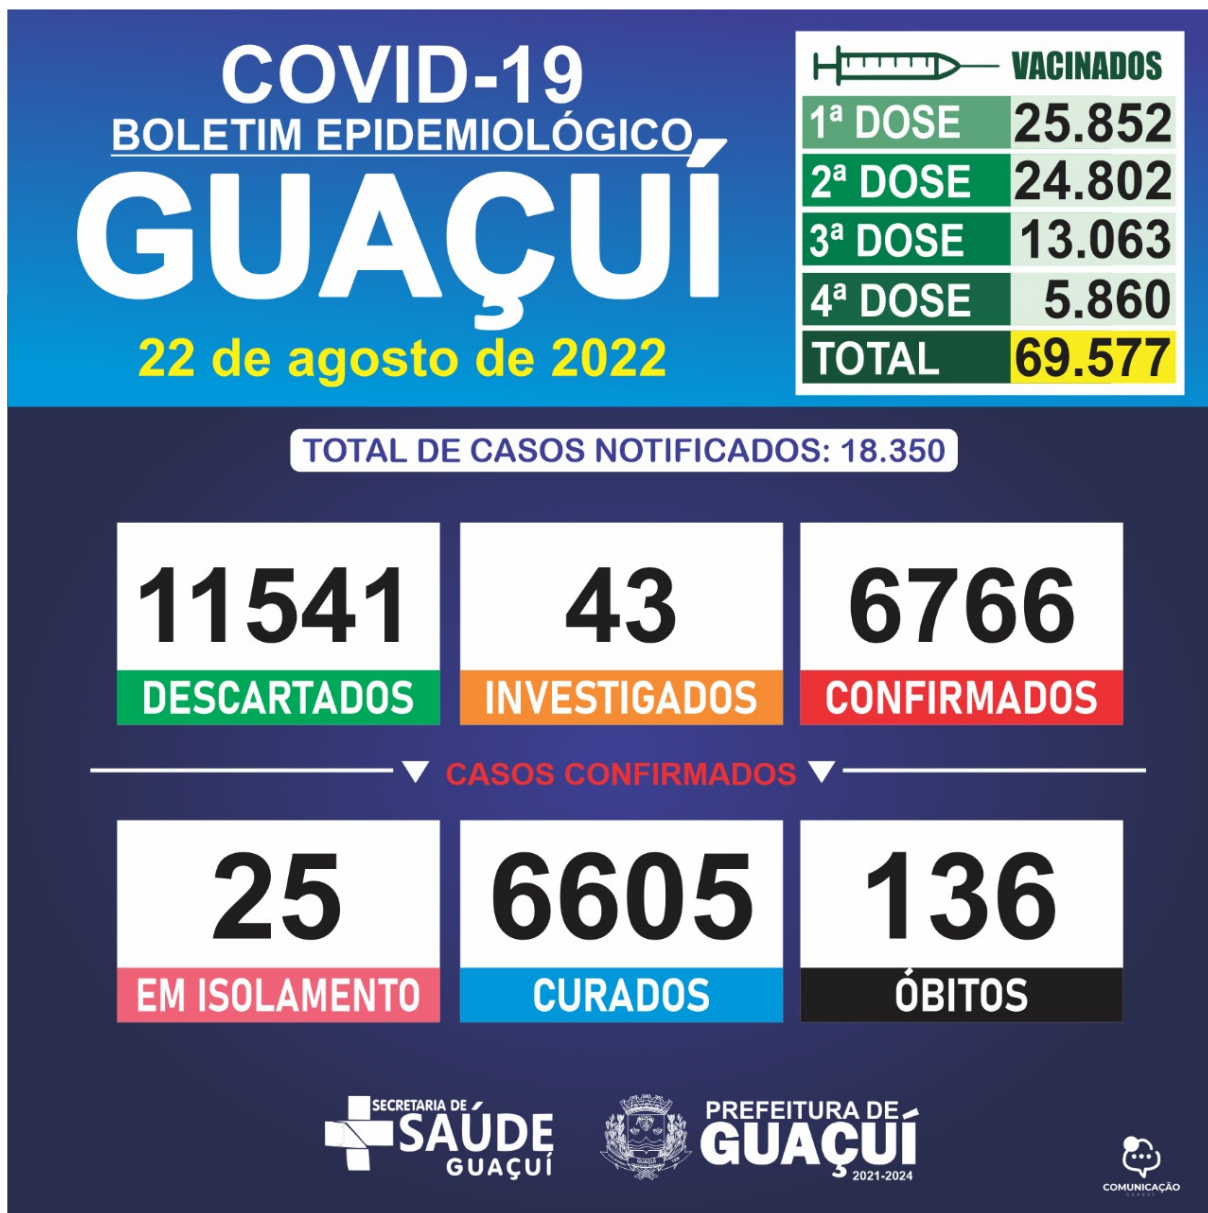 COVID-19
BOLETIM EPIDEMIOLÓGICO
GUAÇUÍ
22 de agosto de 2022
VACINADOS
1ª DOSE 25.852
2ª DOSE 24.802
3ª DOSE 13.063
4ª DOSE 5.860
TOTAL 69.577
TOTAL DE CASOS NOTIFICADOS: 18.350
11541 43 6766
DESCARTADOS INVESTIGADOS CONFIRMADOS
CASOS CONFIRMADOS
25 6605 136
EM ISOLAMENTO CURADOS ÓBITOS
SECRETARIA DE
SAÚDE
GUAÇUÍ
PREFEITURA DE
GUAÇUÍ
2021-2024
COMUNICAÇÃO